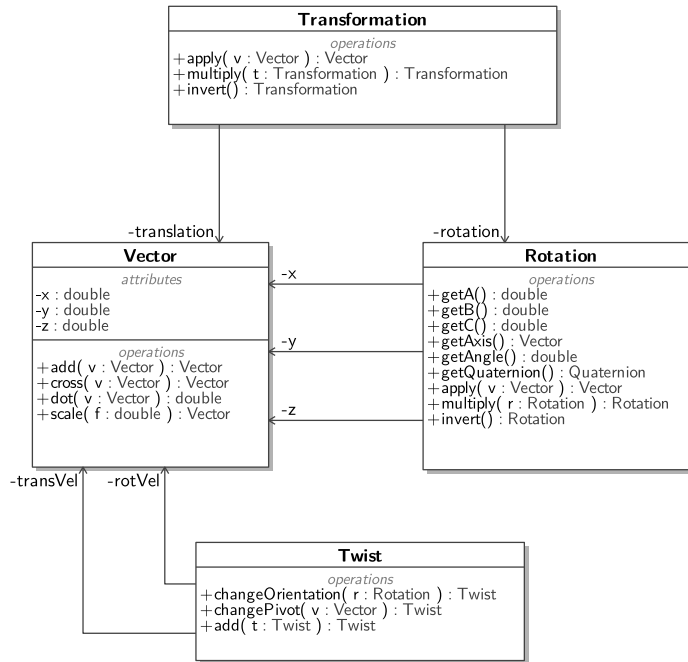 Transformation
operations
+apply( v : Vector ) : Vector
+multiply( t : Transformation ) : Transformation
+invert() : Transformation
-translation
-rotation
Vector
attributes
-x : double
-y : double
-z : double
operations
+add( v : Vector ) : Vector
+cross( v : Vector ) : Vector
+dot( v : Vector ) : double
+scale( f : double ) : Vector
-x
-y
-z
Rotation
operations
+getA() : double
+getB() : double
+getC() : double
+getAxis() : Vector
+getAngle() : double
+getQuaternion() : Quaternion
+apply( v : Vector ) : Vector
+multiply( r : Rotation ) : Rotation
+invert() : Rotation
-transVel
-rotVel
Twist
operations
+changeOrientation( r : Rotation ) : Twist
+changePivot( v : Vector ) : Twist
+add( t : Twist ) : Twist